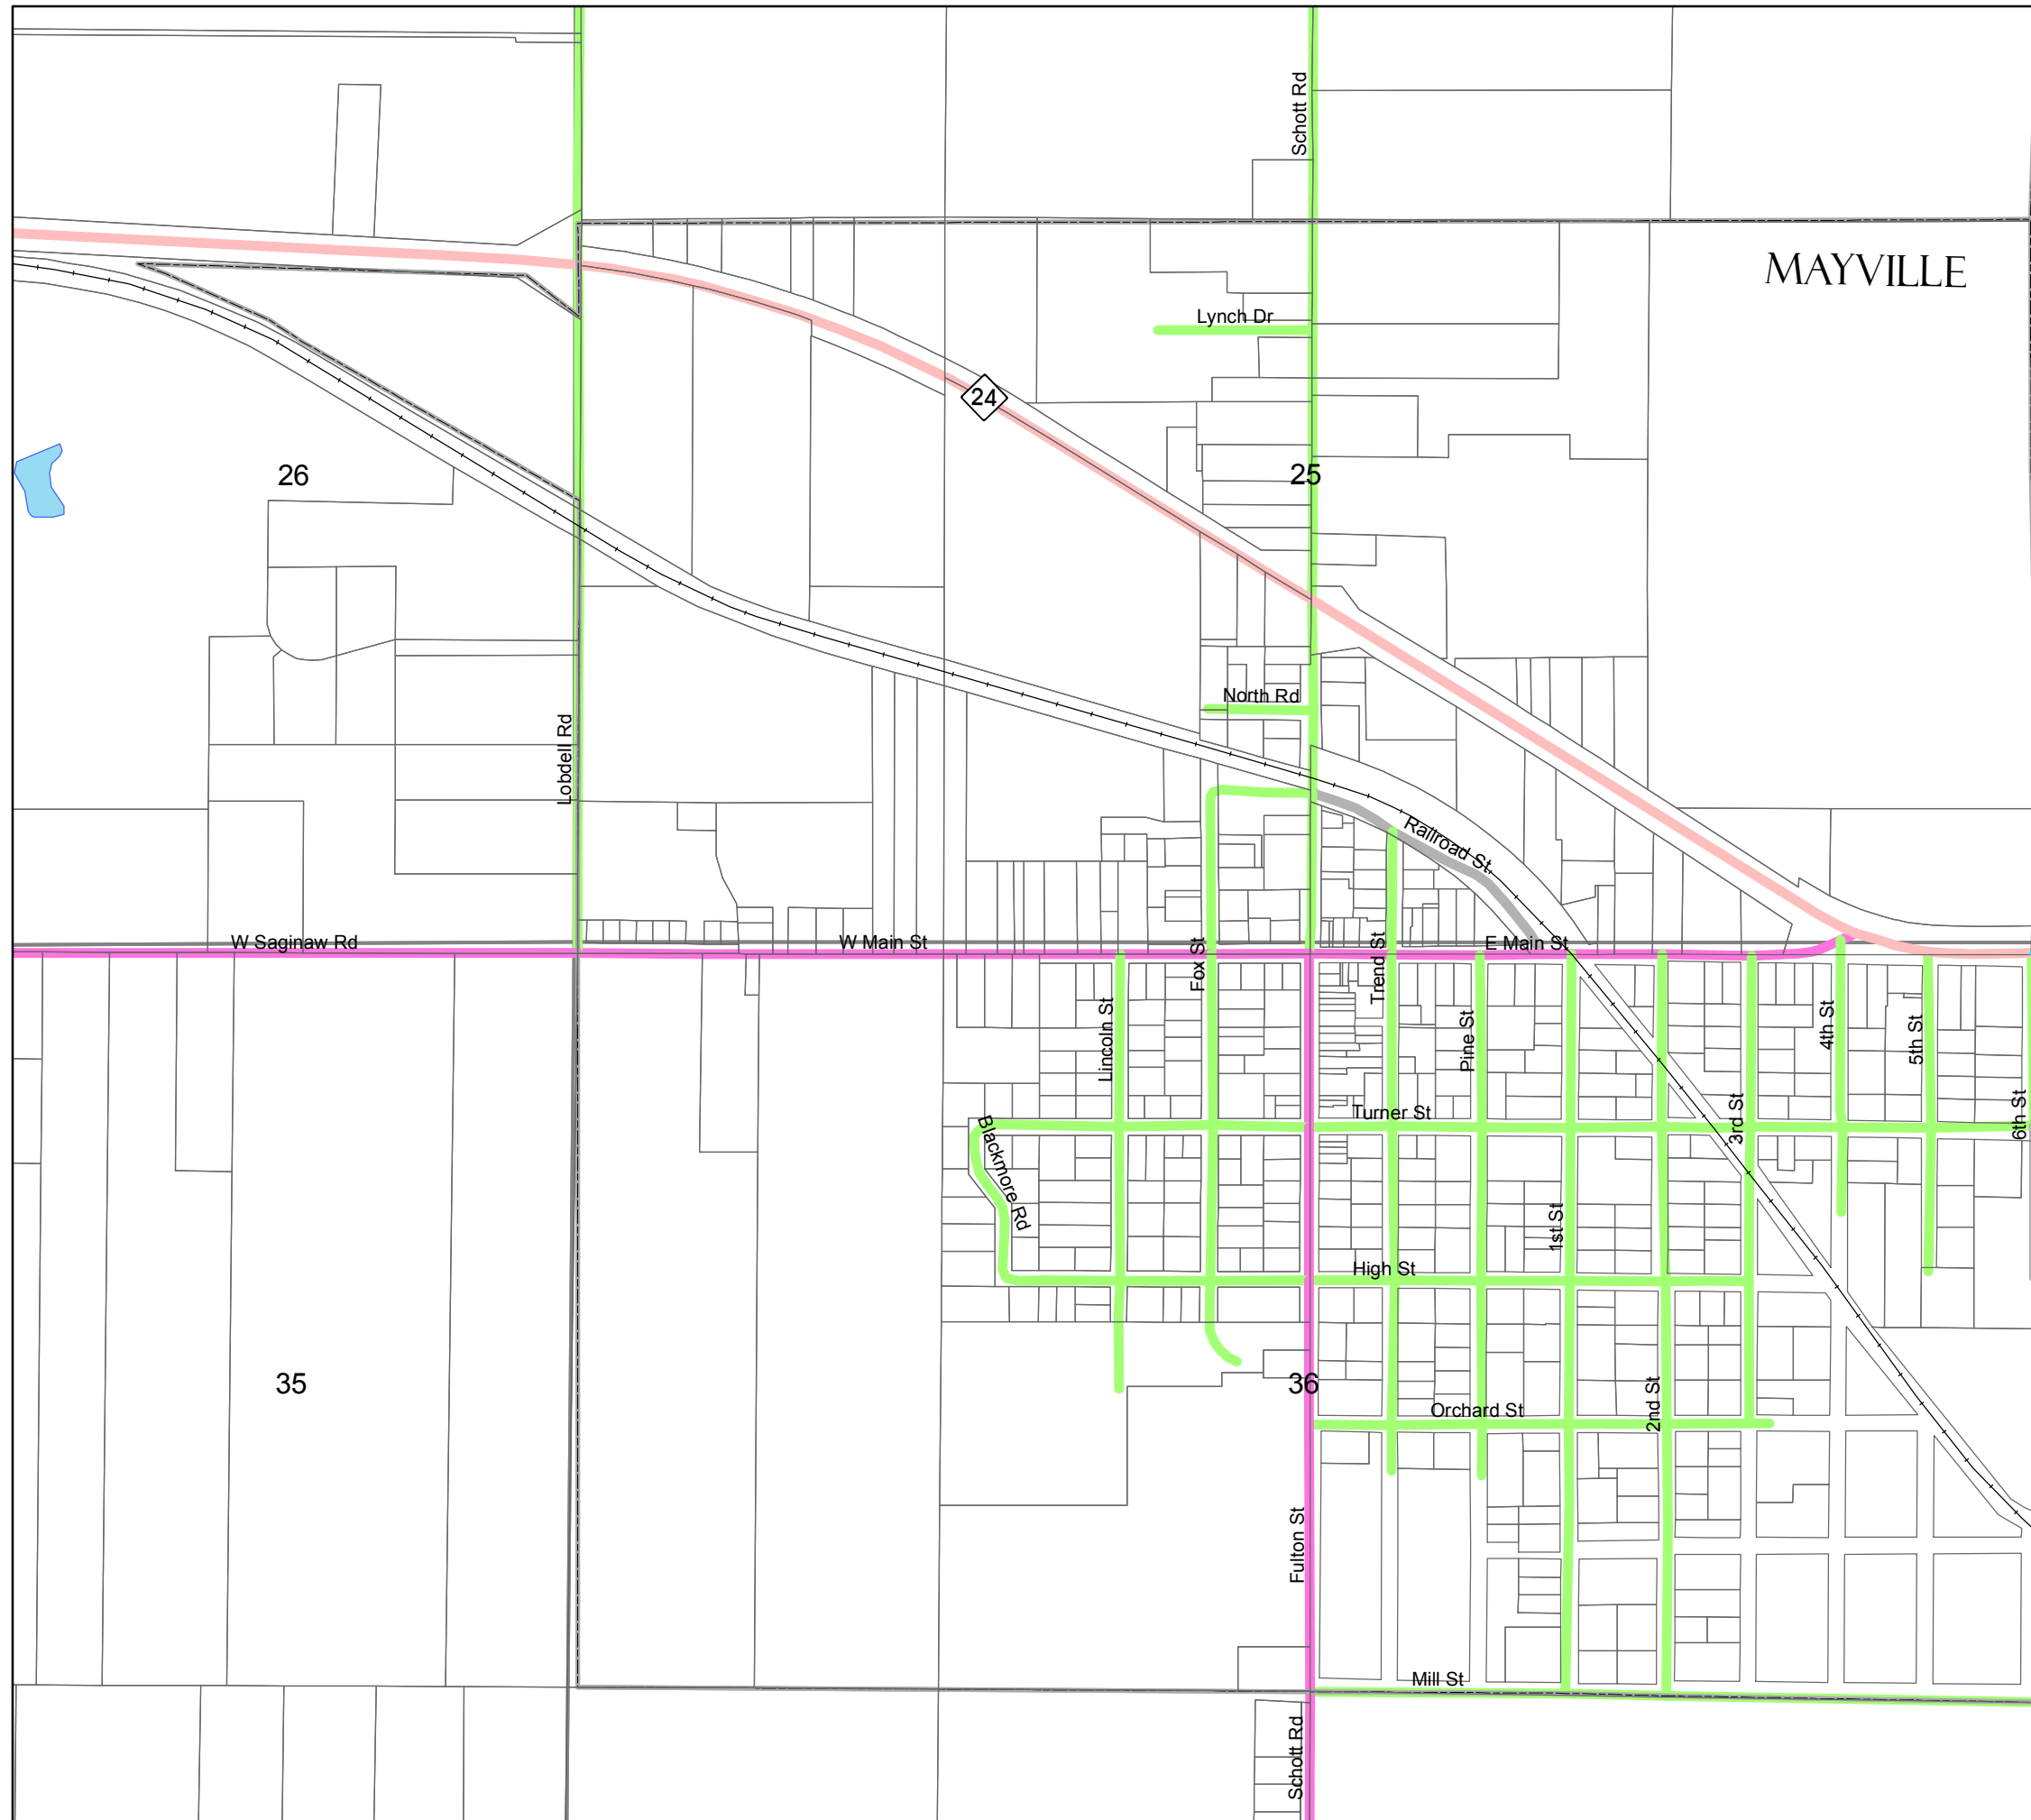 Schott Rd
MAYVILLE
Lynch Dr
24
26
25
North Rd
Lobdell Rd
Railroad St
W Saginaw Rd
W Main St
Fox St
Trend St
E Main St
Lincoln St
Pine St
4th St
5th St
Turner St
3rd St
6th St
Blackmore Rd
1st St
High St
35
36
2nd St
Orchard St
Fulton St
Mill St
Schott Rd